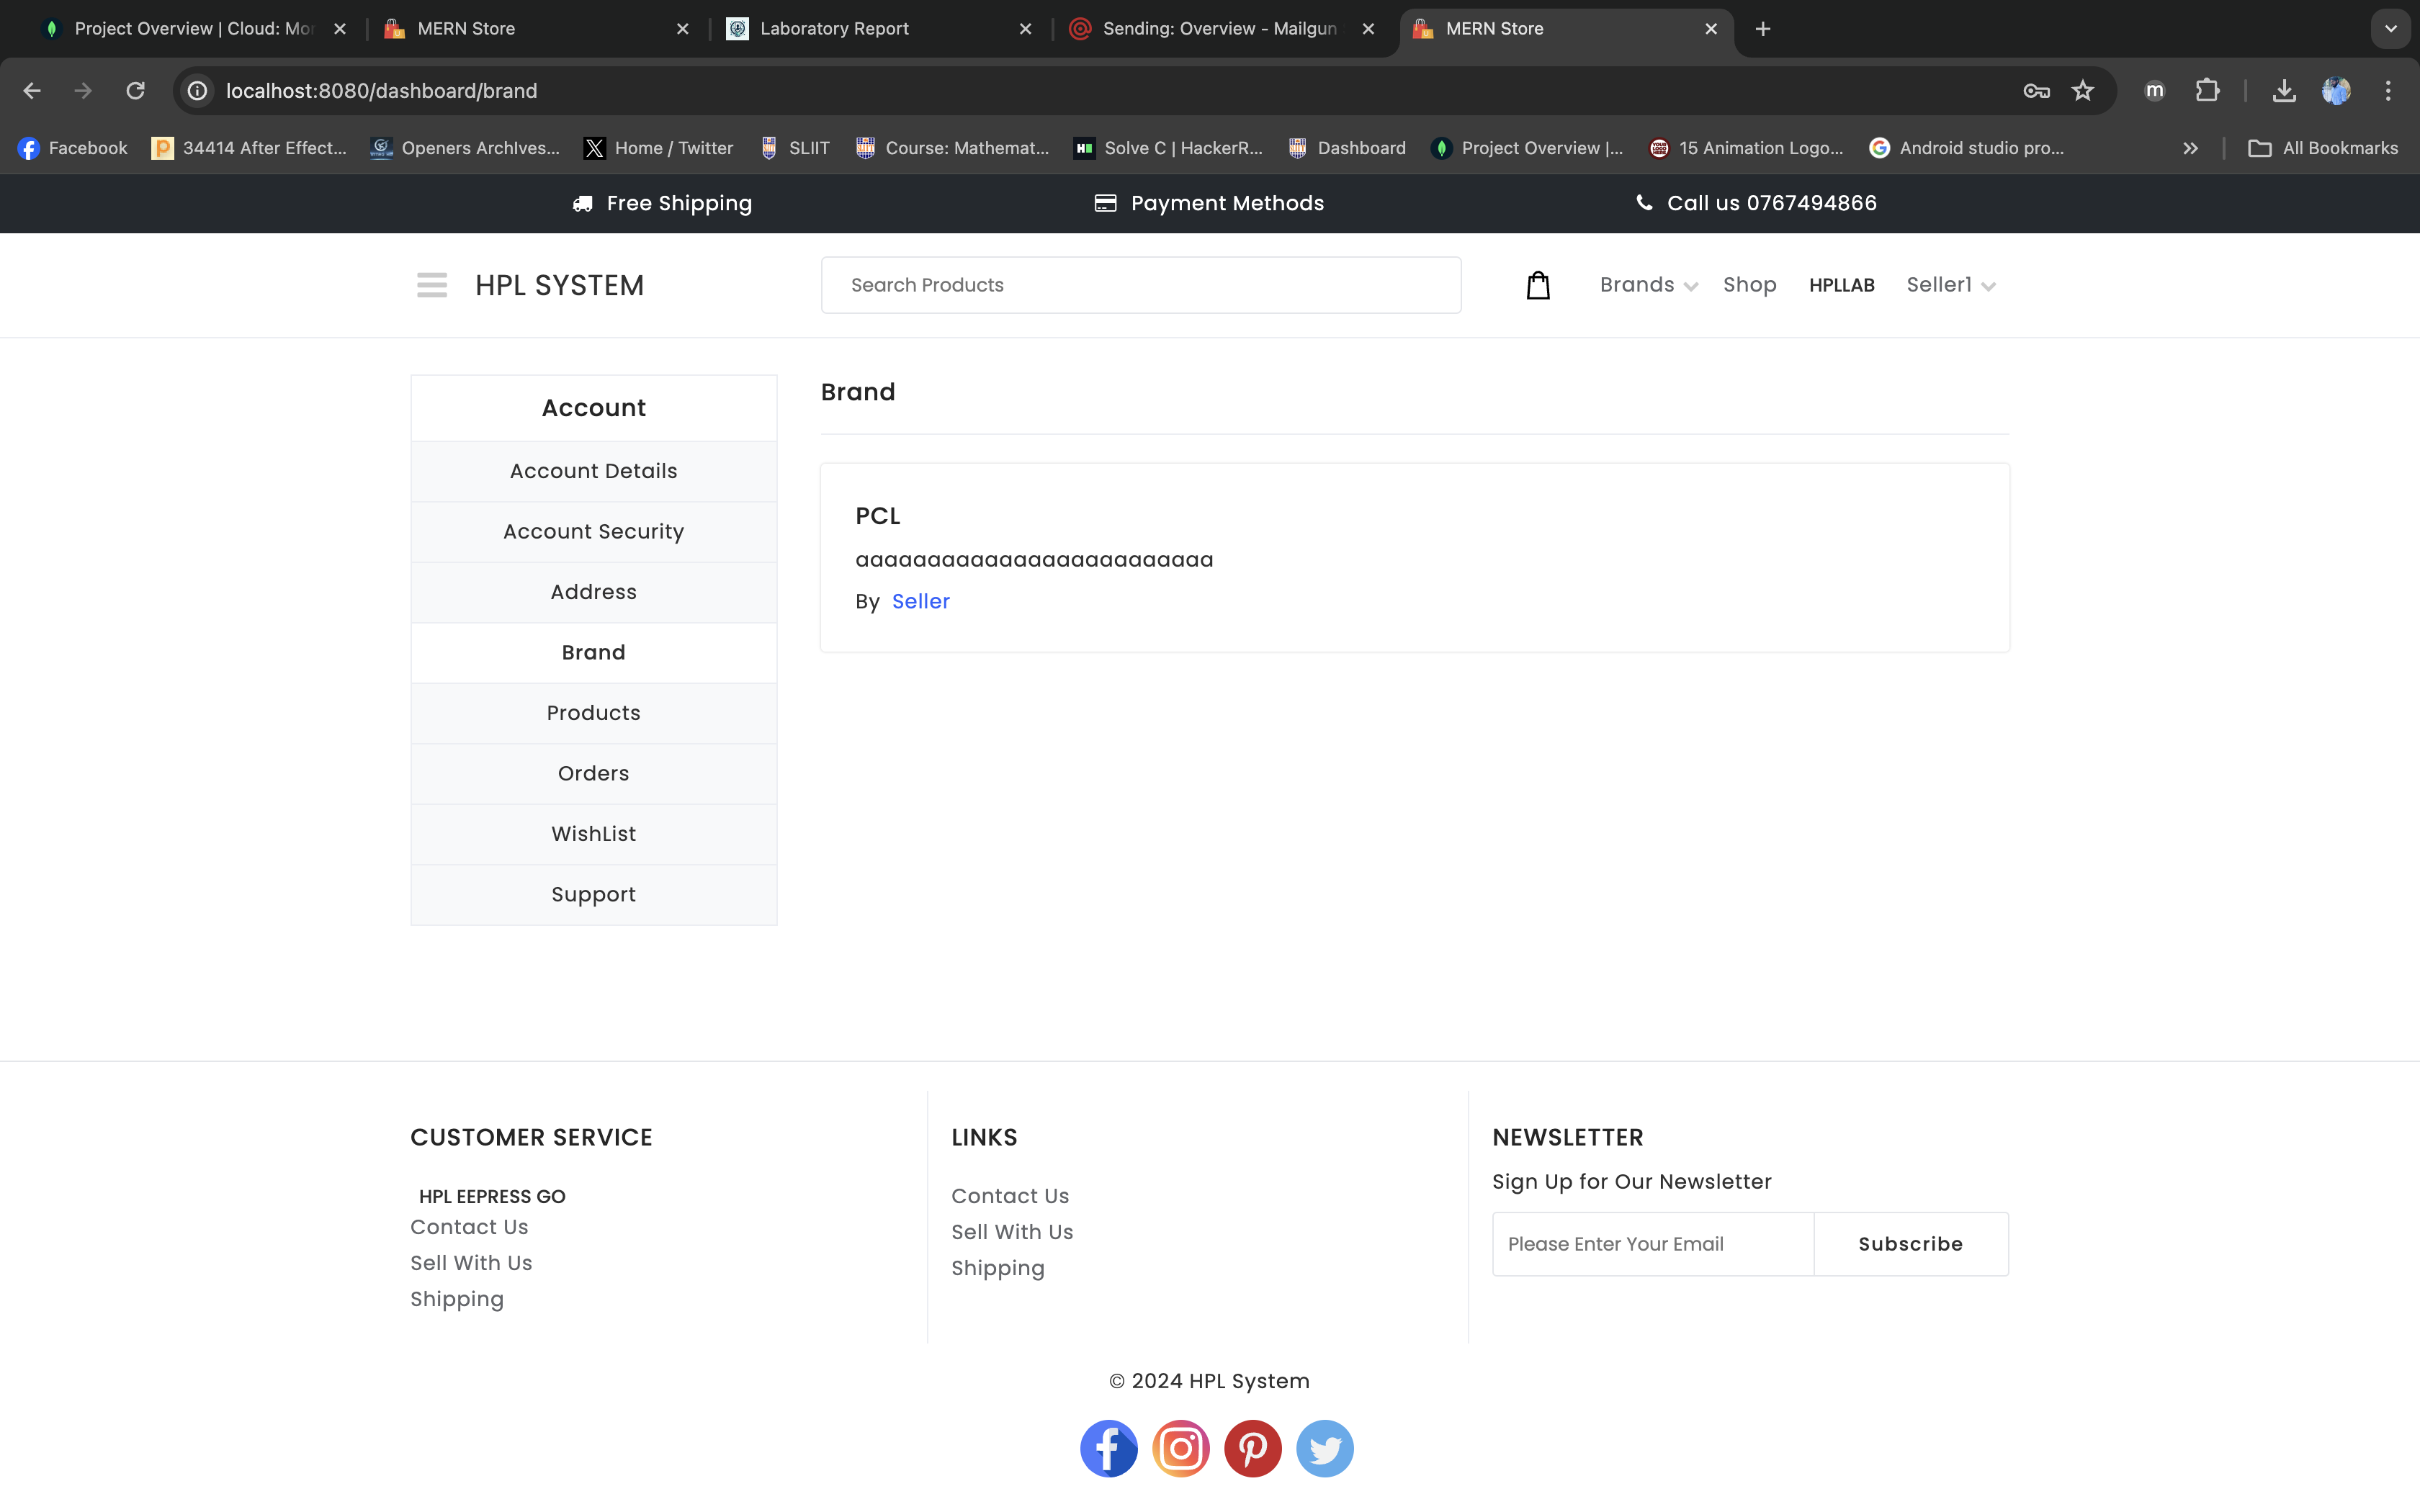 Project Overview | Cloud: Mor
MERN Store
Laboratory Report
Sending: Overview - Mailgun
MERN Store
localhost:8080/dashboard/brand
m
Facebook
34414 After Effect...
Openers ArchIves...
Home / Twitter
SLIIT
Course: Mathemat...
Solve C | HackerR...
Dashboard
Project Overview |...
15 Animation Logo...
Android studio pro...
All Bookmarks
Free Shipping
Payment Methods
Call us 0767494866
HPL SYSTEM
Search Products
Brands
Shop
HPLLAB
Seller1
Account
Account Details
Account Security
Address
Brand
Products
Orders
WishList
Support
Brand
PCL
aaaaaaaaaaaaaaaaaaaaaaaaa
By Seller
CUSTOMER SERVICE
HPL EEPRESS GO
Contact Us
Sell With Us
Shipping
LINKS
Contact Us
Sell With Us
Shipping
NEWSLETTER
Sign Up for Our Newsletter
Please Enter Your Email
Subscribe
© 2024 HPL System